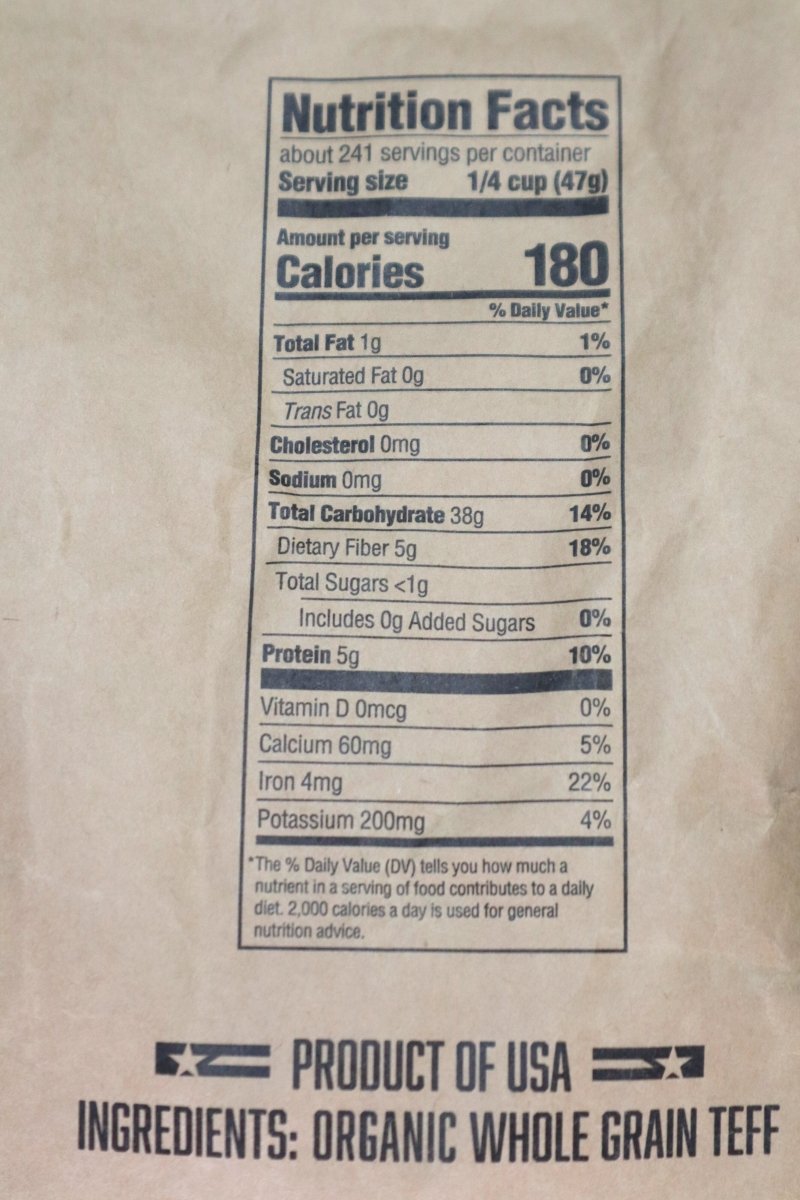 Nutrition Facts
about 241 servings per container
Serving size 1/4 cup (47g)
Amount per serving
Calories 180
% Daily Value*
Total Fat 1g 1%
Saturated Fat 0g 0%
Trans Fat 0g
Cholesterol 0mg 0%
Sodium 0mg 0%
Total Carbohydrate 38g 14%
Dietary Fiber 5g 18%
Total Sugars <1g
Includes 0g Added Sugars 0%
Protein 5g 10%
Vitamin D 0mcg 0%
Calcium 60mg 5%
Iron 4mg 22%
Potassium 200mg 4%
*The % Daily Value (DV) tells you how much a
nutrient in a serving of food contributes to a daily
diet. 2,000 calories a day is used for general
nutrition advice.
PRODUCT OF USA
INGREDIENTS: ORGANIC WHOLE GRAIN TEFF